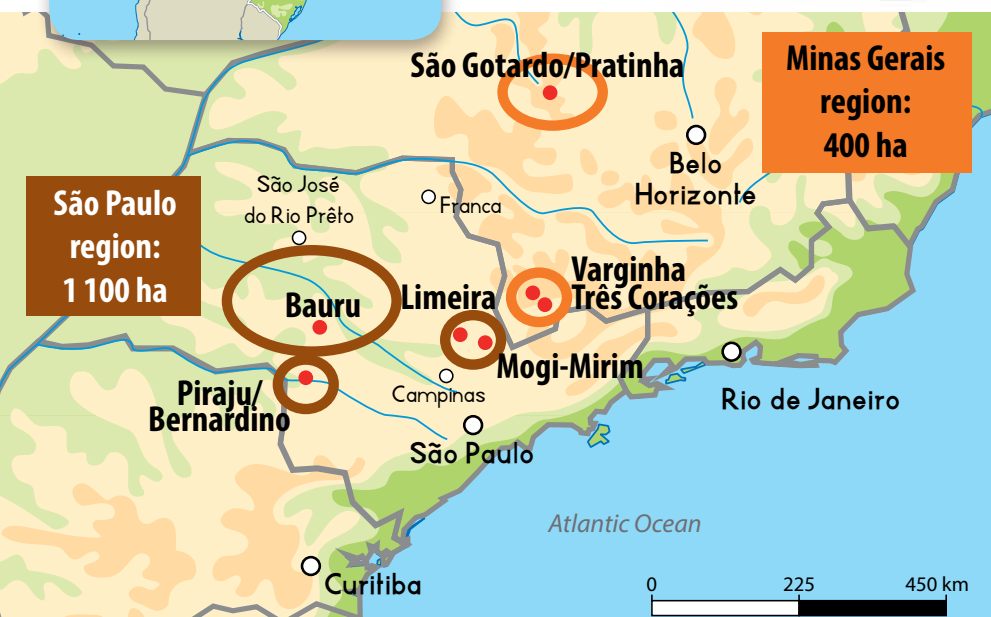 São Gotardo/Pratinha
Minas Gerais
region:
400 ha
Belo
Horizonte
São José
do Rio Prêto
Franca
São Paulo
region:
1 100 ha
Varginha
Três Corações
Bauru
Limeira
Mogi-Mirim
Piraju/
Bernardino
Campinas
Rio de Janeiro
São Paulo
Atlantic Ocean
Curitiba
0 225 450 km